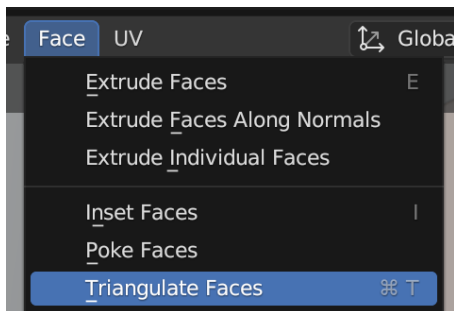 Face UV Globa
Extrude Faces E
Extrude Faces Along Normals
Extrude Individual Faces
Inset Faces I
Poke Faces
Triangulate Faces ⌘ T